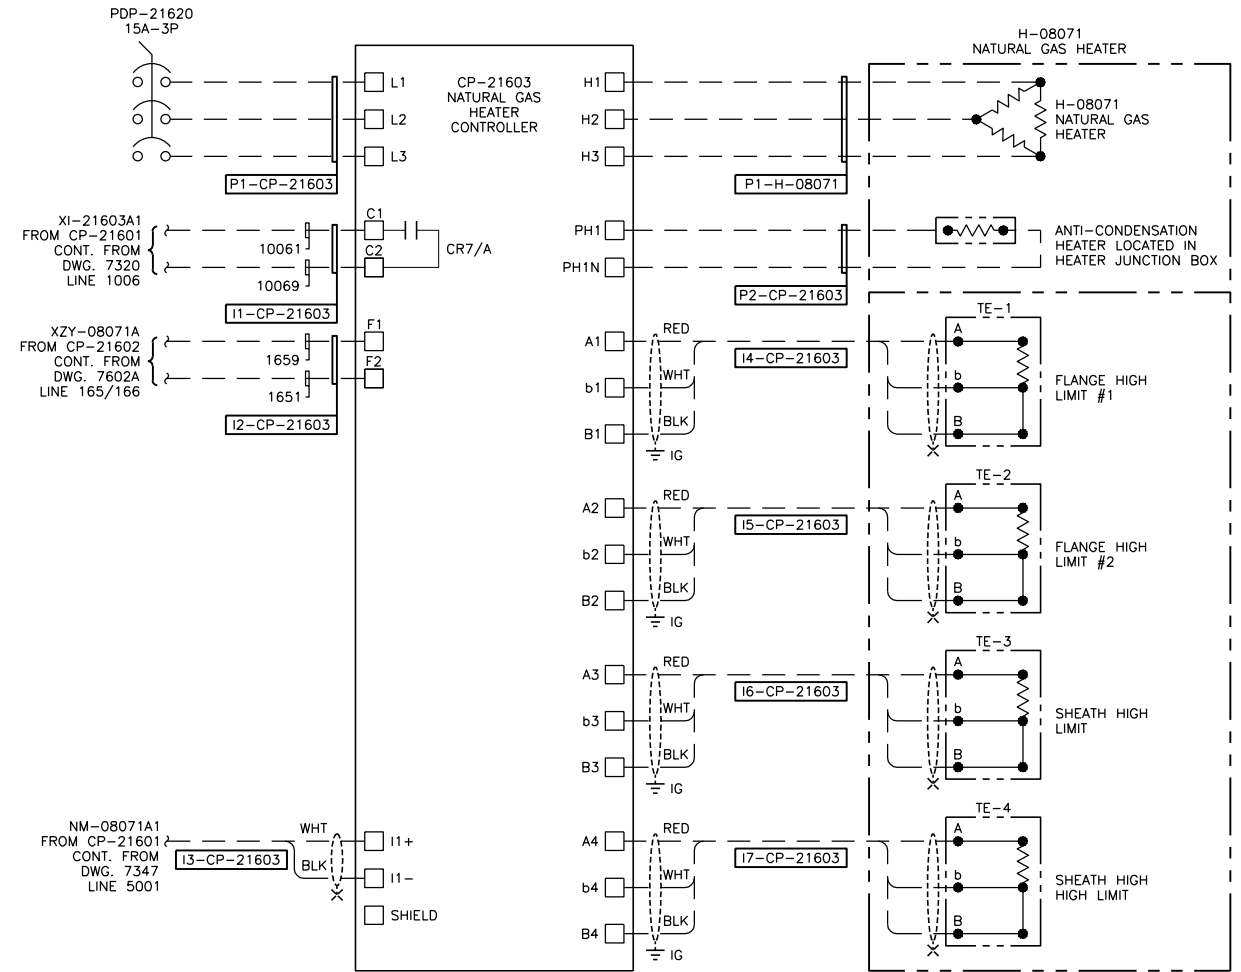 PDP-21620
15A-3P
H-08071
NATURAL GAS HEATER
L1
L2
L3
CP-21603
NATURAL GAS
HEATER
CONTROLLER
H1
H2
H3
H-08071
NATURAL GAS
HEATER
P1-CP-21603
P1-H-08071
XI-21603A1
FROM CP-21601
CONT. FROM
DWG. 7320
LINE 1006
10061
10069
C1
C2
CR7/A
I1-CP-21603
PH1
PH1N
P2-CP-21603
ANTI-CONDENSATION
HEATER LOCATED IN
HEATER JUNCTION BOX
XZY-08071A
FROM CP-21602
CONT. FROM
DWG. 7602A
LINE 165/166
1659
1651
F1
F2
I2-CP-21603
A1
b1
B1
RED
WHT
BLK
IG
I4-CP-21603
TE-1
A
b
B
FLANGE HIGH
LIMIT #1
A2
b2
B2
RED
WHT
BLK
IG
I5-CP-21603
TE-2
A
b
B
FLANGE HIGH
LIMIT #2
A3
b3
B3
RED
WHT
BLK
IG
I6-CP-21603
TE-3
A
b
B
SHEATH HIGH
LIMIT
NM-08071A1
FROM CP-21601
CONT. FROM
DWG. 7347
LINE 5001
I3-CP-21603
WHT
BLK
I1+
I1-
SHIELD
A4
b4
B4
RED
WHT
BLK
IG
I7-CP-21603
TE-4
A
b
B
SHEATH HIGH
HIGH LIMIT